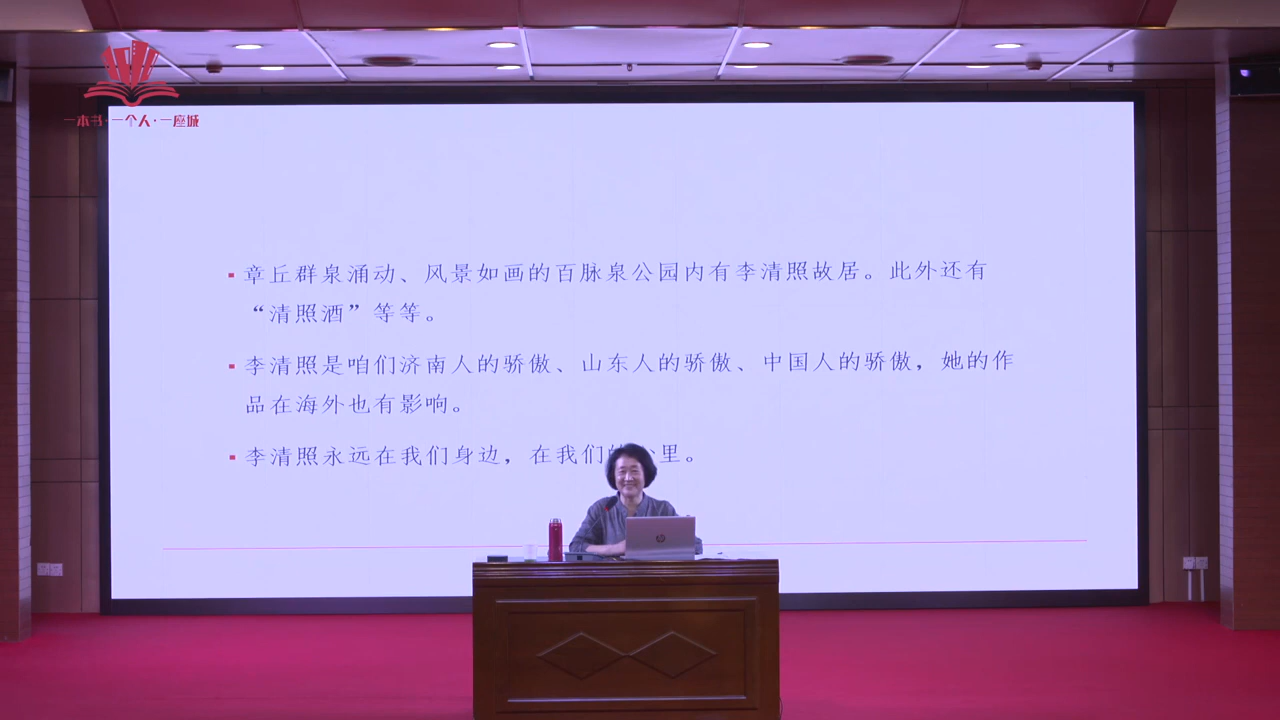 一本书·一个人·一座城
章丘群泉涌动、风景如画的百脉泉公园内有李清照故居。此外还有
“清照酒”等等。
李清照是咱们济南人的骄傲、山东人的骄傲、中国人的骄傲，她的作
品在海外也有影响。
李清照永远在我们身边，在我们的 里。
hp